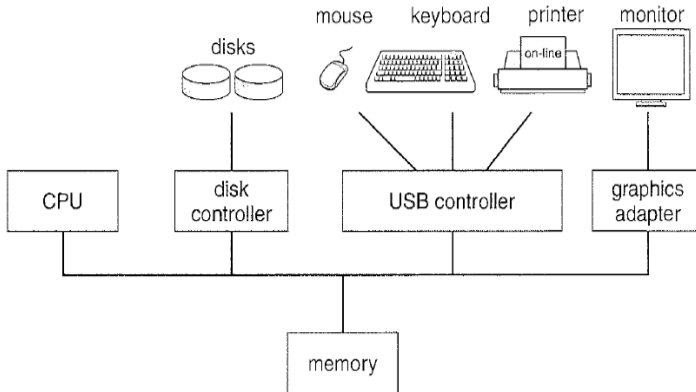 mouse keyboard printer monitor
disks
on-line
CPU
disk
controller
USB controller
graphics
adapter
memory